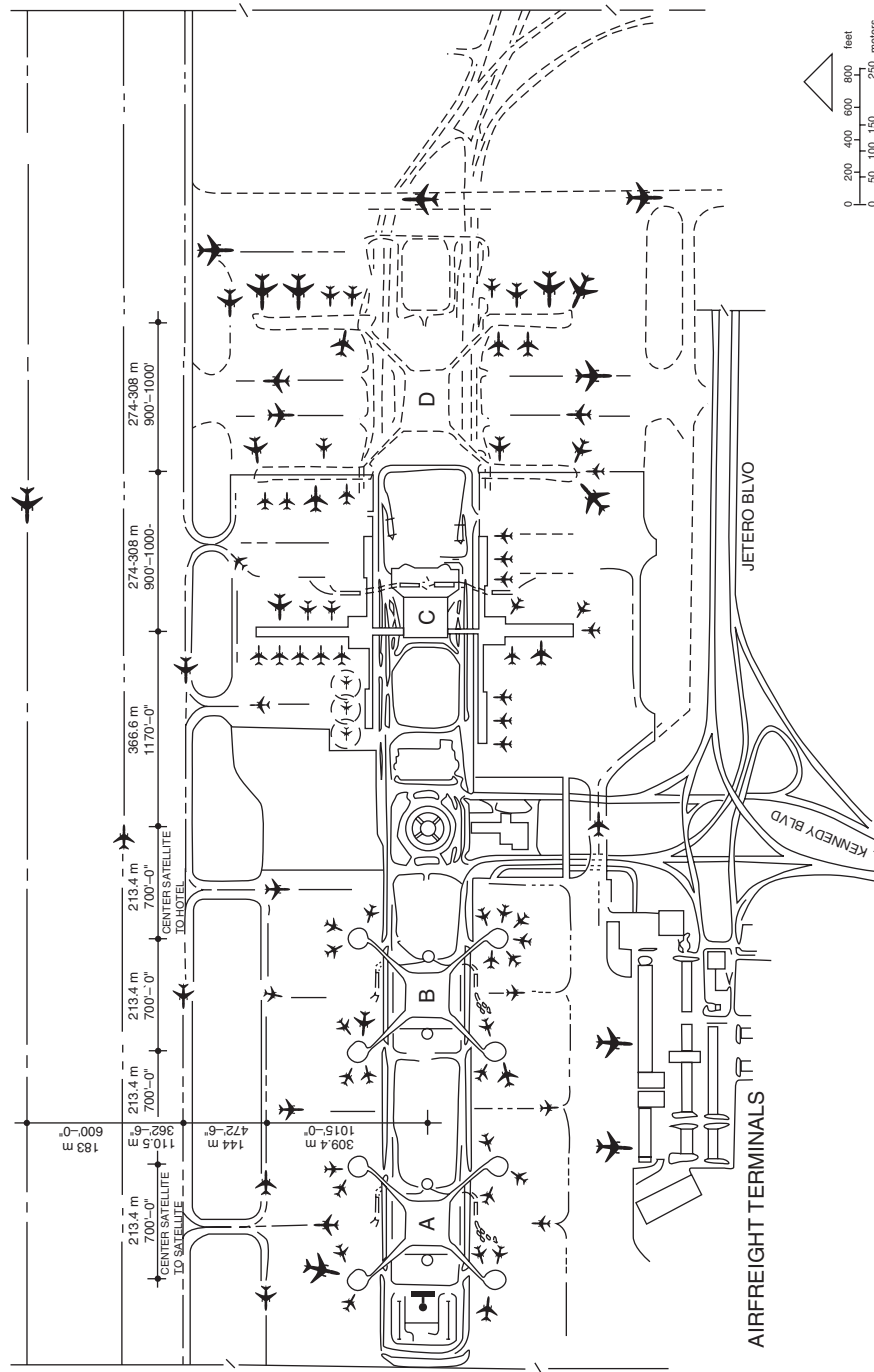 213.4 m
700'-0"
CENTER SATELLITE
TO SATELLITE
213.4 m
700'-0"
213.4 m
700'-`0"
213.4 m
700'-0"
CENTER SATELLITE
TO HOTEL
366.6 m
1170'-0"
274-308 m
900'–1000-
274-308 m
900'–1000'
183 m
600'-0"
110.5 m
362'-6"
144 m
472'-6"
309.4 m
1015'-0"
A
B
C
D
KENNEDY BLVD
JETERO BLVO
AIRFREIGHT TERMINALS
0 200 400 600 800 feet
0 50 100 150 250 meters